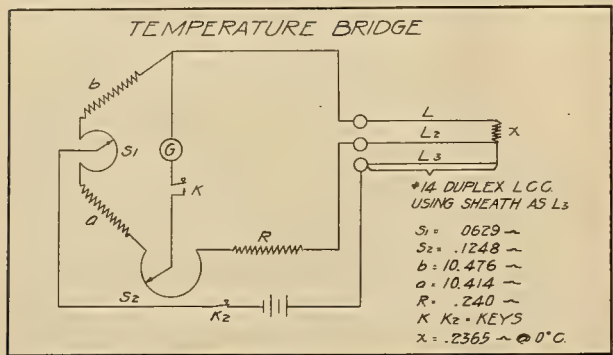 TEMPERATURE BRIDGE
b
S1
G
K
a
R
S2
K2
L
L2
L3
x
#14 DUPLEX L.C.C.
USING SHEATH AS L3
S1 = .0629 ~
S2 = .1248 ~
b = 10.476 ~
a = 10.414 ~
R = .240 ~
K K2 = KEYS
x = .2365 ~ @ 0°C.